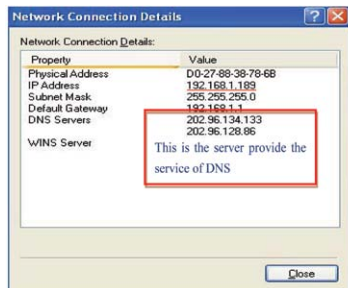 Network Connection Details
Network Connection Details:
Property Value
Physical Address D0-27-88-38-78-6B
IP Address 192.168.1.189
Subnet Mask 255.255.255.0
Default Gateway 192.168.1.1
DNS Servers 202.96.134.133
202.96.128.86
WINS Server
This is the server provide the
service of DNS
Close